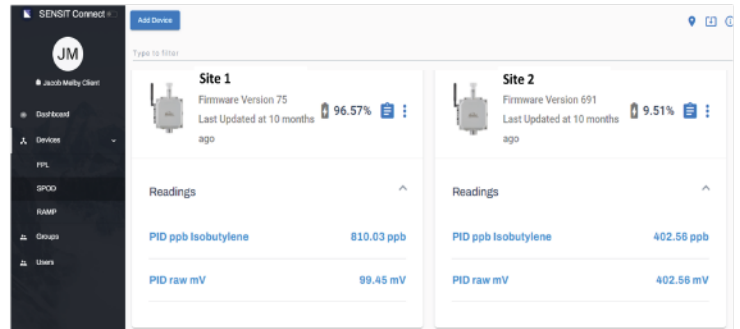 SENSIT Connect
JM
Jacob Melby Client
Dashboard
Devices
FPL
SPOD
RAMP
Groups
Users
Add Device
Type to filter
Site 1
Firmware Version 75
Last Updated at 10 months
ago
96.57%
Readings
PID ppb Isobutylene 810.03 ppb
PID raw mV 99.45 mV
Site 2
Firmware Version 691
Last Updated at 10 months
ago
9.51%
Readings
PID ppb Isobutylene 402.56 ppb
PID raw mV 402.56 mV